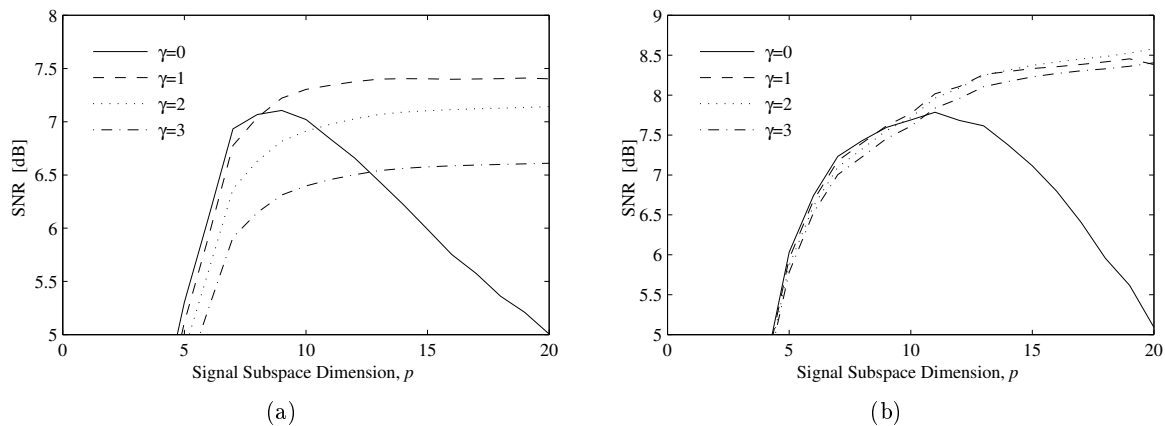 8
7.5
7
6.5
6
5.5
5
0
5
10
15
20
SNR [dB]
Signal Subspace Dimension, p
γ=0
γ=1
γ=2
γ=3
(a)
9
8.5
8
7.5
7
6.5
6
5.5
5
0
5
10
15
20
SNR [dB]
Signal Subspace Dimension, p
γ=0
γ=1
γ=2
γ=3
(b)